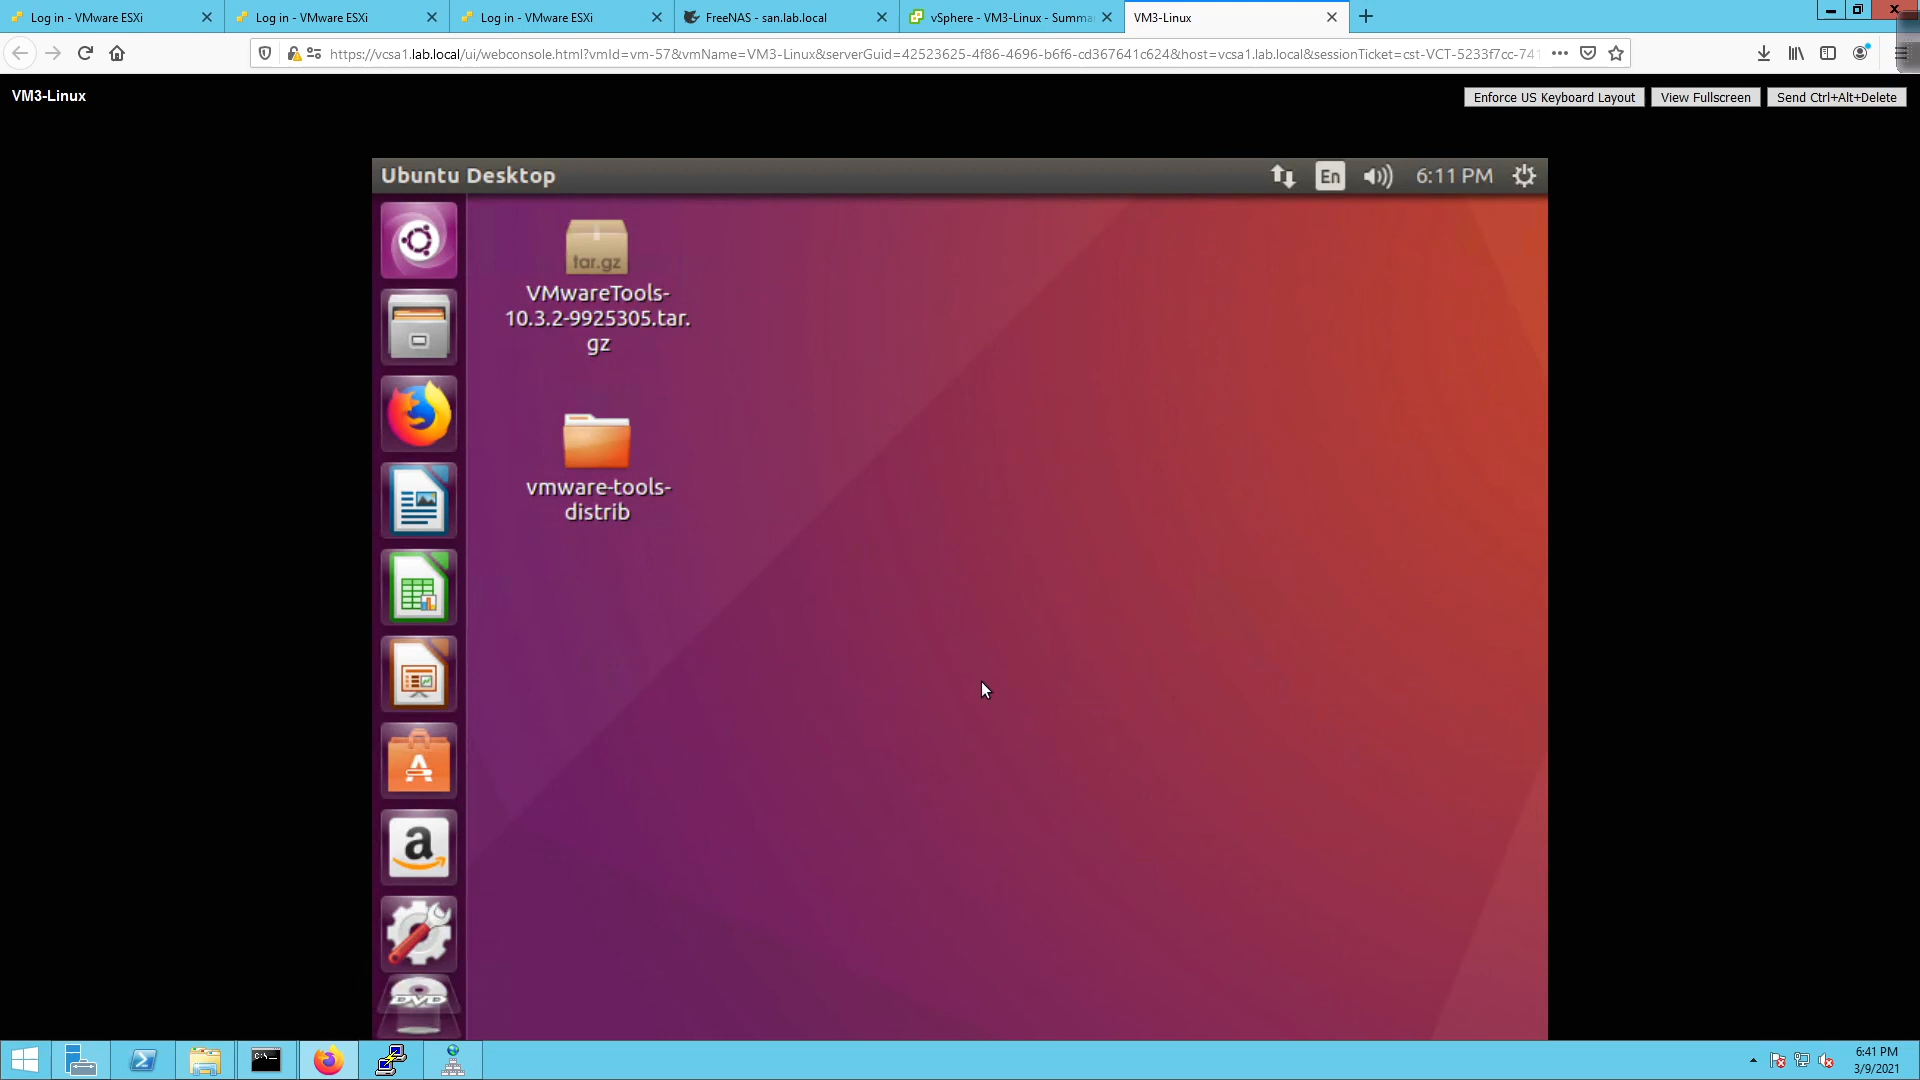 Log in - VMware ESXi
Log in - VMware ESXi
Log in - VMware ESXi
FreeNAS - san.lab.local
vSphere - VM3-Linux - Summa
VM3-Linux
https://vcsa1.lab.local/ui/webconsole.html?vmId=vm-57&vmName=VM3-Linux&serverGuid=42523625-4f86-4696-b6f6-cd367641c624&host=vcsa1.lab.local&sessionTicket=cst-VCT-5233f7cc-741
VM3-Linux
Enforce US Keyboard Layout
View Fullscreen
Send Ctrl+Alt+Delete
Ubuntu Desktop
En
6:11 PM
tar.gz
VMwareTools-
10.3.2-9925305.tar.
gz
vmware-tools-
distrib
A
a
DVD
C:\_
6:41 PM
3/9/2021